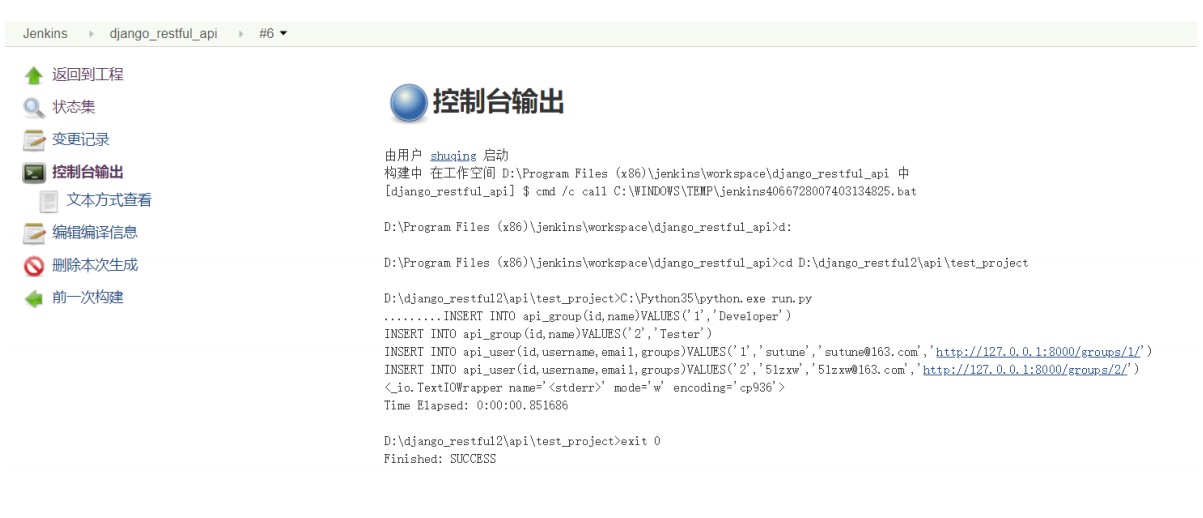 Jenkins django_restful_api #6
返回到工程
状态集
变更记录
控制台输出
文本方式查看
编辑编译信息
删除本次生成
前一次构建
控制台输出
由用户 shuqing 启动
构建中 在工作空间 D:\Program Files (x86)\jenkins\workspace\django_restful_api 中
[django_restful_api] $ cmd /c call C:\WINDOWS\TEMP\jenkins4066728007403134825.bat
D:\Program Files (x86)\jenkins\workspace\django_restful_api>d:
D:\Program Files (x86)\jenkins\workspace\django_restful_api>cd D:\django_restful2\api\test_project
D:\django_restful2\api\test_project>C:\Python35\python.exe run.py
.........INSERT INTO api_group(id,name)VALUES('1','Developer')
INSERT INTO api_group(id,name)VALUES('2','Tester')
INSERT INTO api_user(id,username,email,groups)VALUES('1','sutune','sutune@163.com','http://127.0.0.1:8000/groups/1/')
INSERT INTO api_user(id,username,email,groups)VALUES('2','51zxw','51zxw@163.com','http://127.0.0.1:8000/groups/2/')
<_io.TextIOWrapper name='<stderr>' mode='w' encoding='cp936'>
Time Elapsed: 0:00:00.851686
D:\django_restful2\api\test_project>exit 0
Finished: SUCCESS